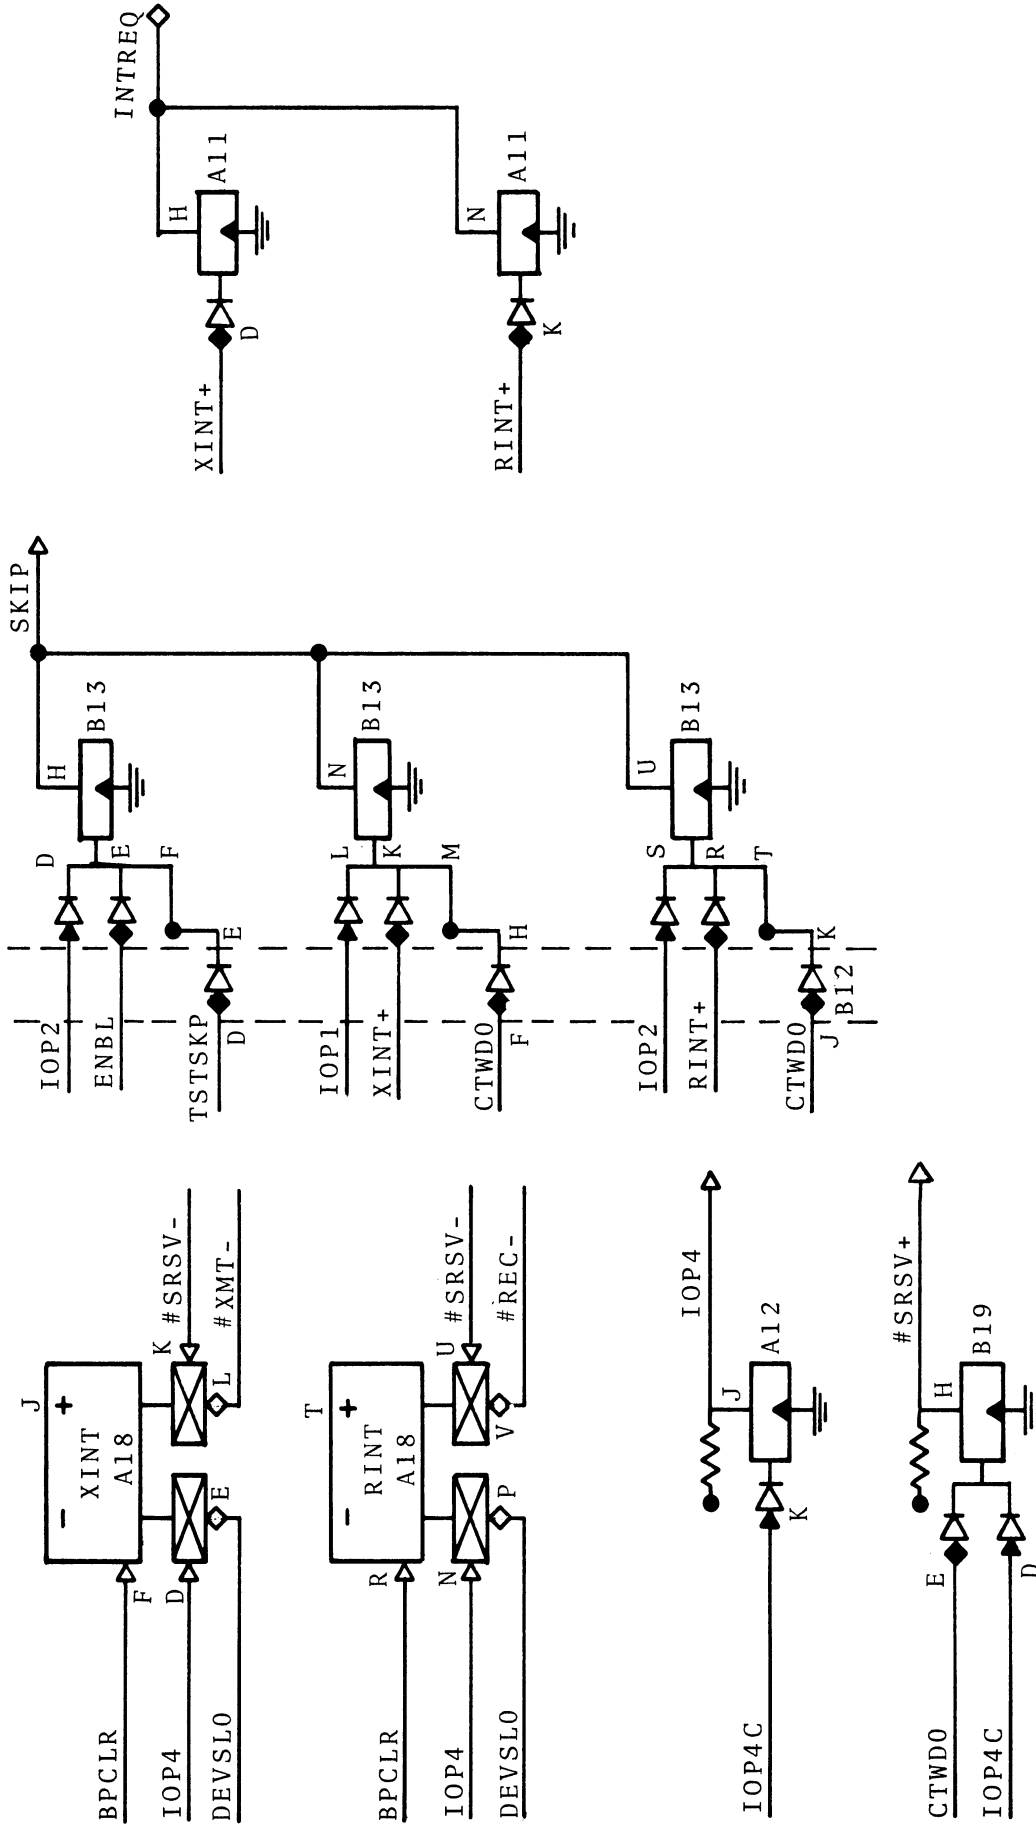 INTREQ
H
A11
D
XINT+
N
A11
K
RINT+
SKIP
H
B13
D
E
F
IOP2
ENBL
TSTSKP
D
E
N
B13
L
K
M
IOP1
XINT+
CTWD0
F
H
U
B13
S
R
T
IOP2
RINT+
CTWD0
J
K
B12
J
+
-
XINT
A18
BPCLR
F
IOP4
D
DEVSL0
E
K
#SRSV-
L
#XMT-
T
+
-
RINT
A18
BPCLR
R
IOP4
N
DEVSL0
P
U
#SRSV-
V
#REC-
IOP4
J
A12
K
IOP4C
#SRSV+
H
B19
E
D
CTWD0
IOP4C